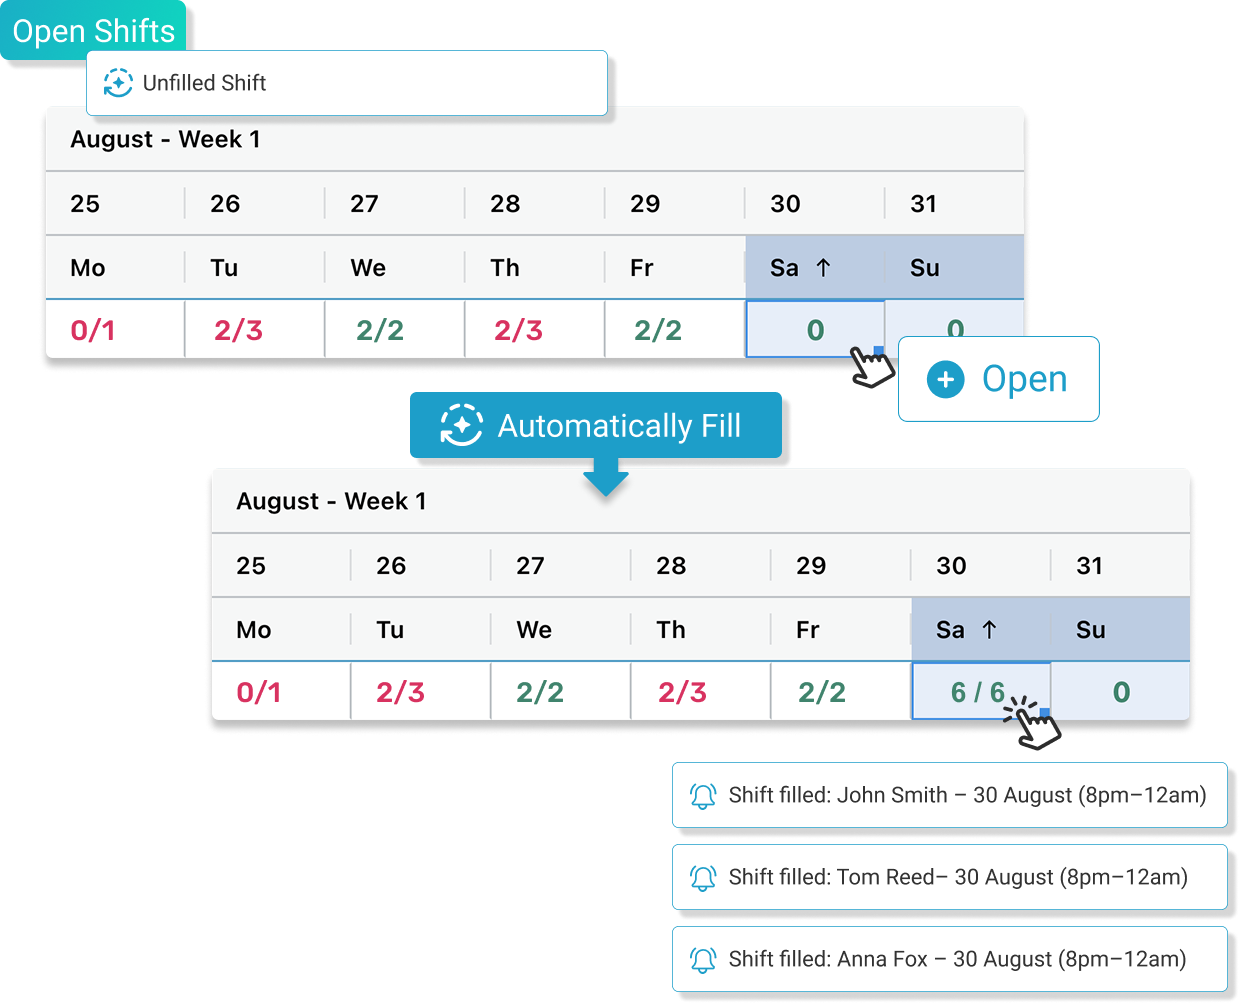 Open Shifts
Unfilled Shift
August - Week 1
25 26 27 28 29 30 31
Mo Tu We Th Fr Sa ↑ Su
0/1 2/3 2/2 2/3 2/2 0 0
Open
Automatically Fill
August - Week 1
25 26 27 28 29 30 31
Mo Tu We Th Fr Sa ↑ Su
0/1 2/3 2/2 2/3 2/2 6 / 6 0
Shift filled: John Smith – 30 August (8pm–12am)
Shift filled: Tom Reed– 30 August (8pm–12am)
Shift filled: Anna Fox – 30 August (8pm–12am)